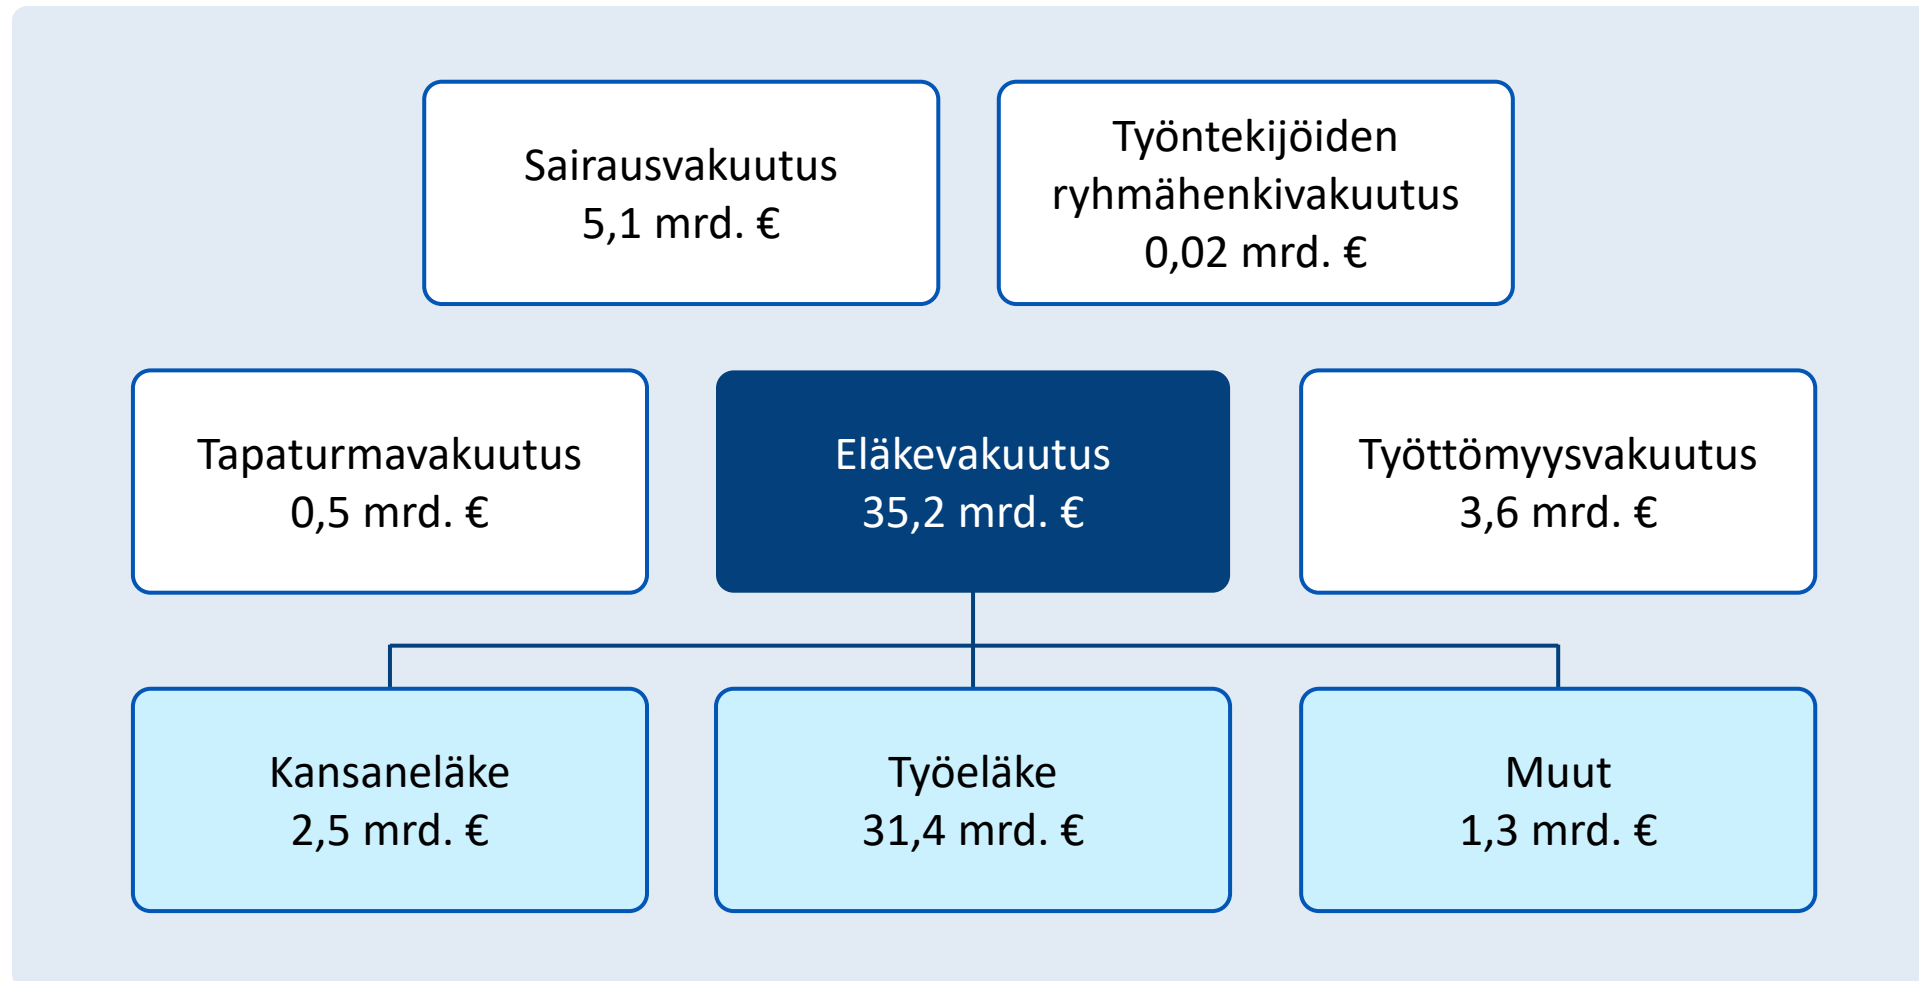 Sairausvakuutus
5,1 mrd. €
Työntekijöiden
ryhmähenkivakuutus
0,02 mrd. €
Tapaturmavakuutus
0,5 mrd. €
Eläkevakuutus
35,2 mrd. €
Työttömyysvakuutus
3,6 mrd. €
Kansaneläke
2,5 mrd. €
Työeläke
31,4 mrd. €
Muut
1,3 mrd. €